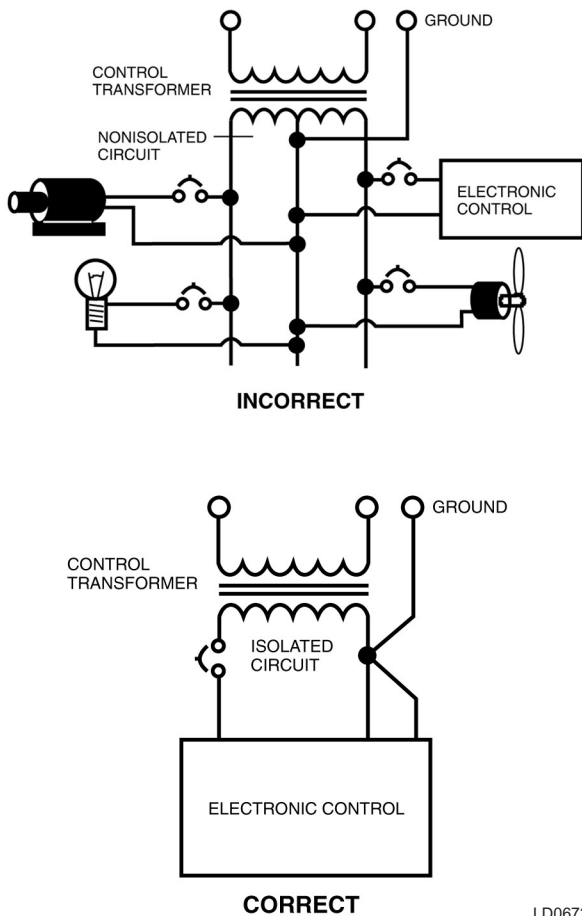 GROUND
CONTROL
TRANSFORMER
NONISOLATED
CIRCUIT
ELECTRONIC
CONTROL
INCORRECT
GROUND
CONTROL
TRANSFORMER
ISOLATED
CIRCUIT
ELECTRONIC CONTROL
CORRECT